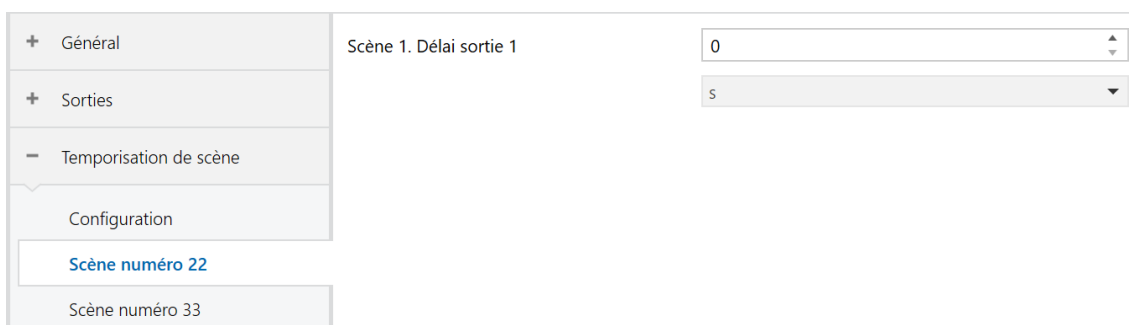 Général
Sorties
Temporisation de scène
Configuration
Scène numéro 22
Scène numéro 33
Scène 1. Délai sortie 1
0
s